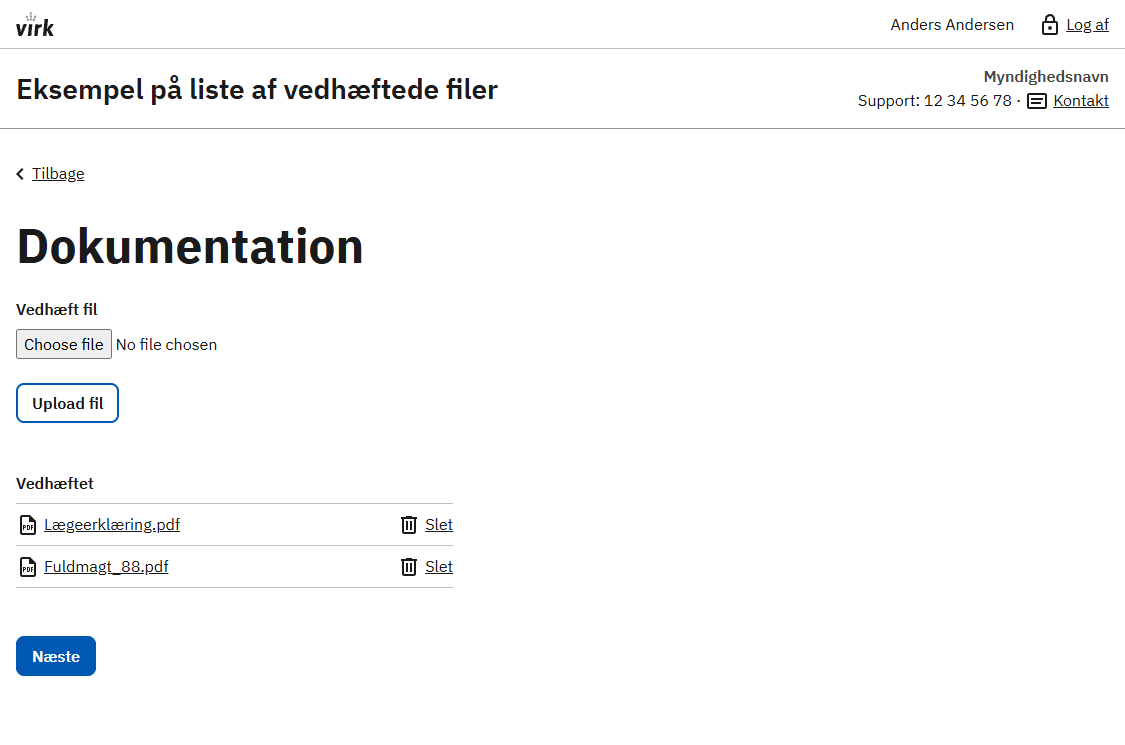 virk
Anders Andersen Log af
Eksempel på liste af vedhæftede filer
Myndighedsnavn
Support: 12 34 56 78 · Kontakt
Tilbage
Dokumentation
Vedhæft fil
Choose file No file chosen
Upload fil
Vedhæftet
PDF Lægeerklæring.pdf Slet
PDF Fuldmagt_88.pdf Slet
Næste